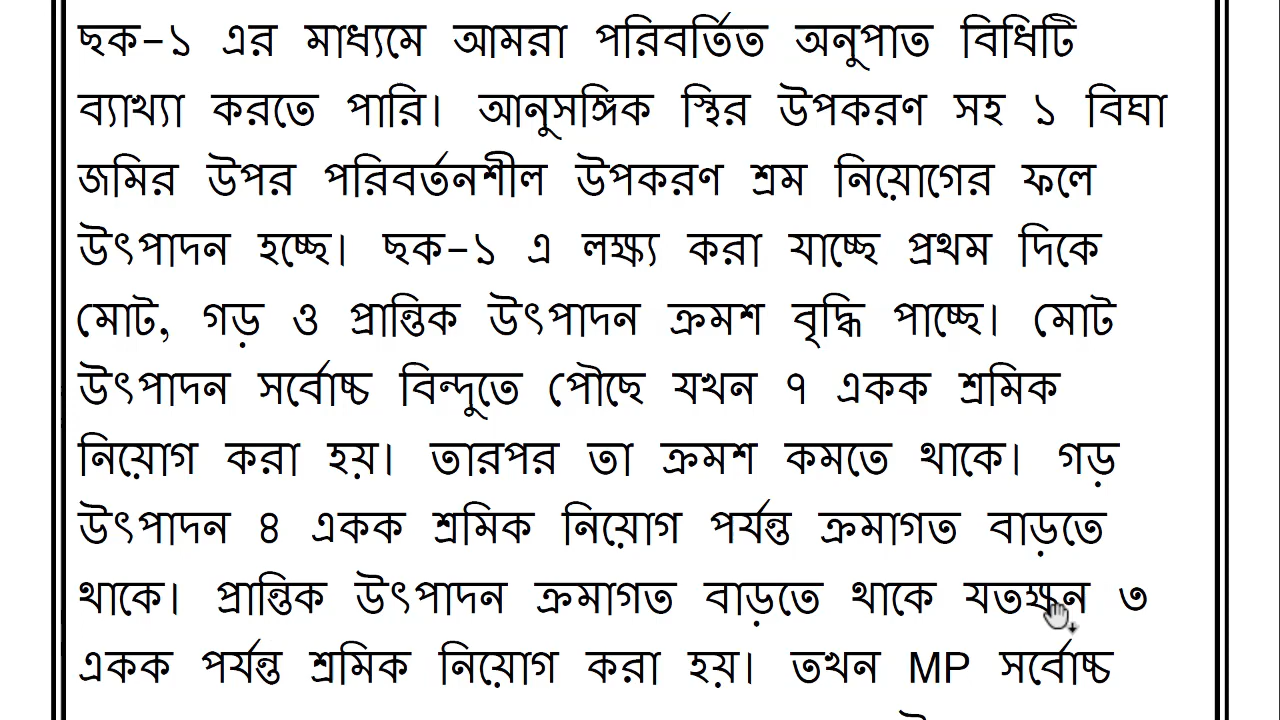 ছক-১ এর মাধ্যমে আমরা পরিবর্তিত অনুপাত বিধিটি
ব্যাখ্যা করতে পারি। আনুসঙ্গিক স্থির উপকরণ সহ ১ বিঘা
জমির উপর পরিবর্তনশীল উপকরণ শ্রম নিয়োগের ফলে
উৎপাদন হচ্ছে। ছক-১ এ লক্ষ্য করা যাচ্ছে প্রথম দিকে
মোট, গড় ও প্রান্তিক উৎপাদন ক্রমশ বৃদ্ধি পাচ্ছে। মোট
উৎপাদন সর্বোচ্চ বিন্দুতে পৌছে যখন ৭ একক শ্রমিক
নিয়োগ করা হয়। তারপর তা ক্রমশ কমতে থাকে। গড়
উৎপাদন ৪ একক শ্রমিক নিয়োগ পর্যন্ত ক্রমাগত বাড়তে
থাকে। প্রান্তিক উৎপাদন ক্রমাগত বাড়তে থাকে যতক্ষন ৩
একক পর্যন্ত শ্রমিক নিয়োগ করা হয়। তখন MP সর্বোচ্চ